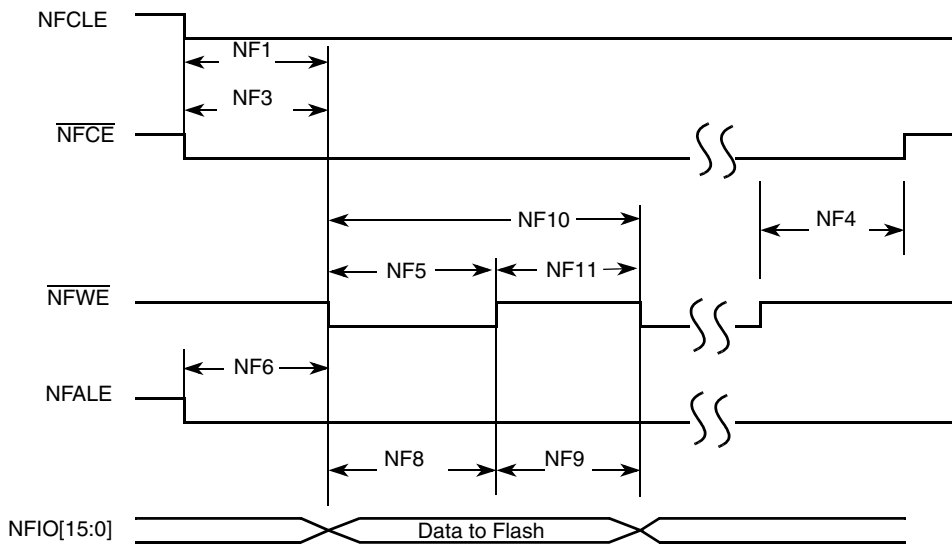 NFCLE
NF1
NF3
NFCE
NF10
NF4
NF5
NF11
NFWE
NF6
NFALE
NF8
NF9
NFIO[15:0]
Data to Flash